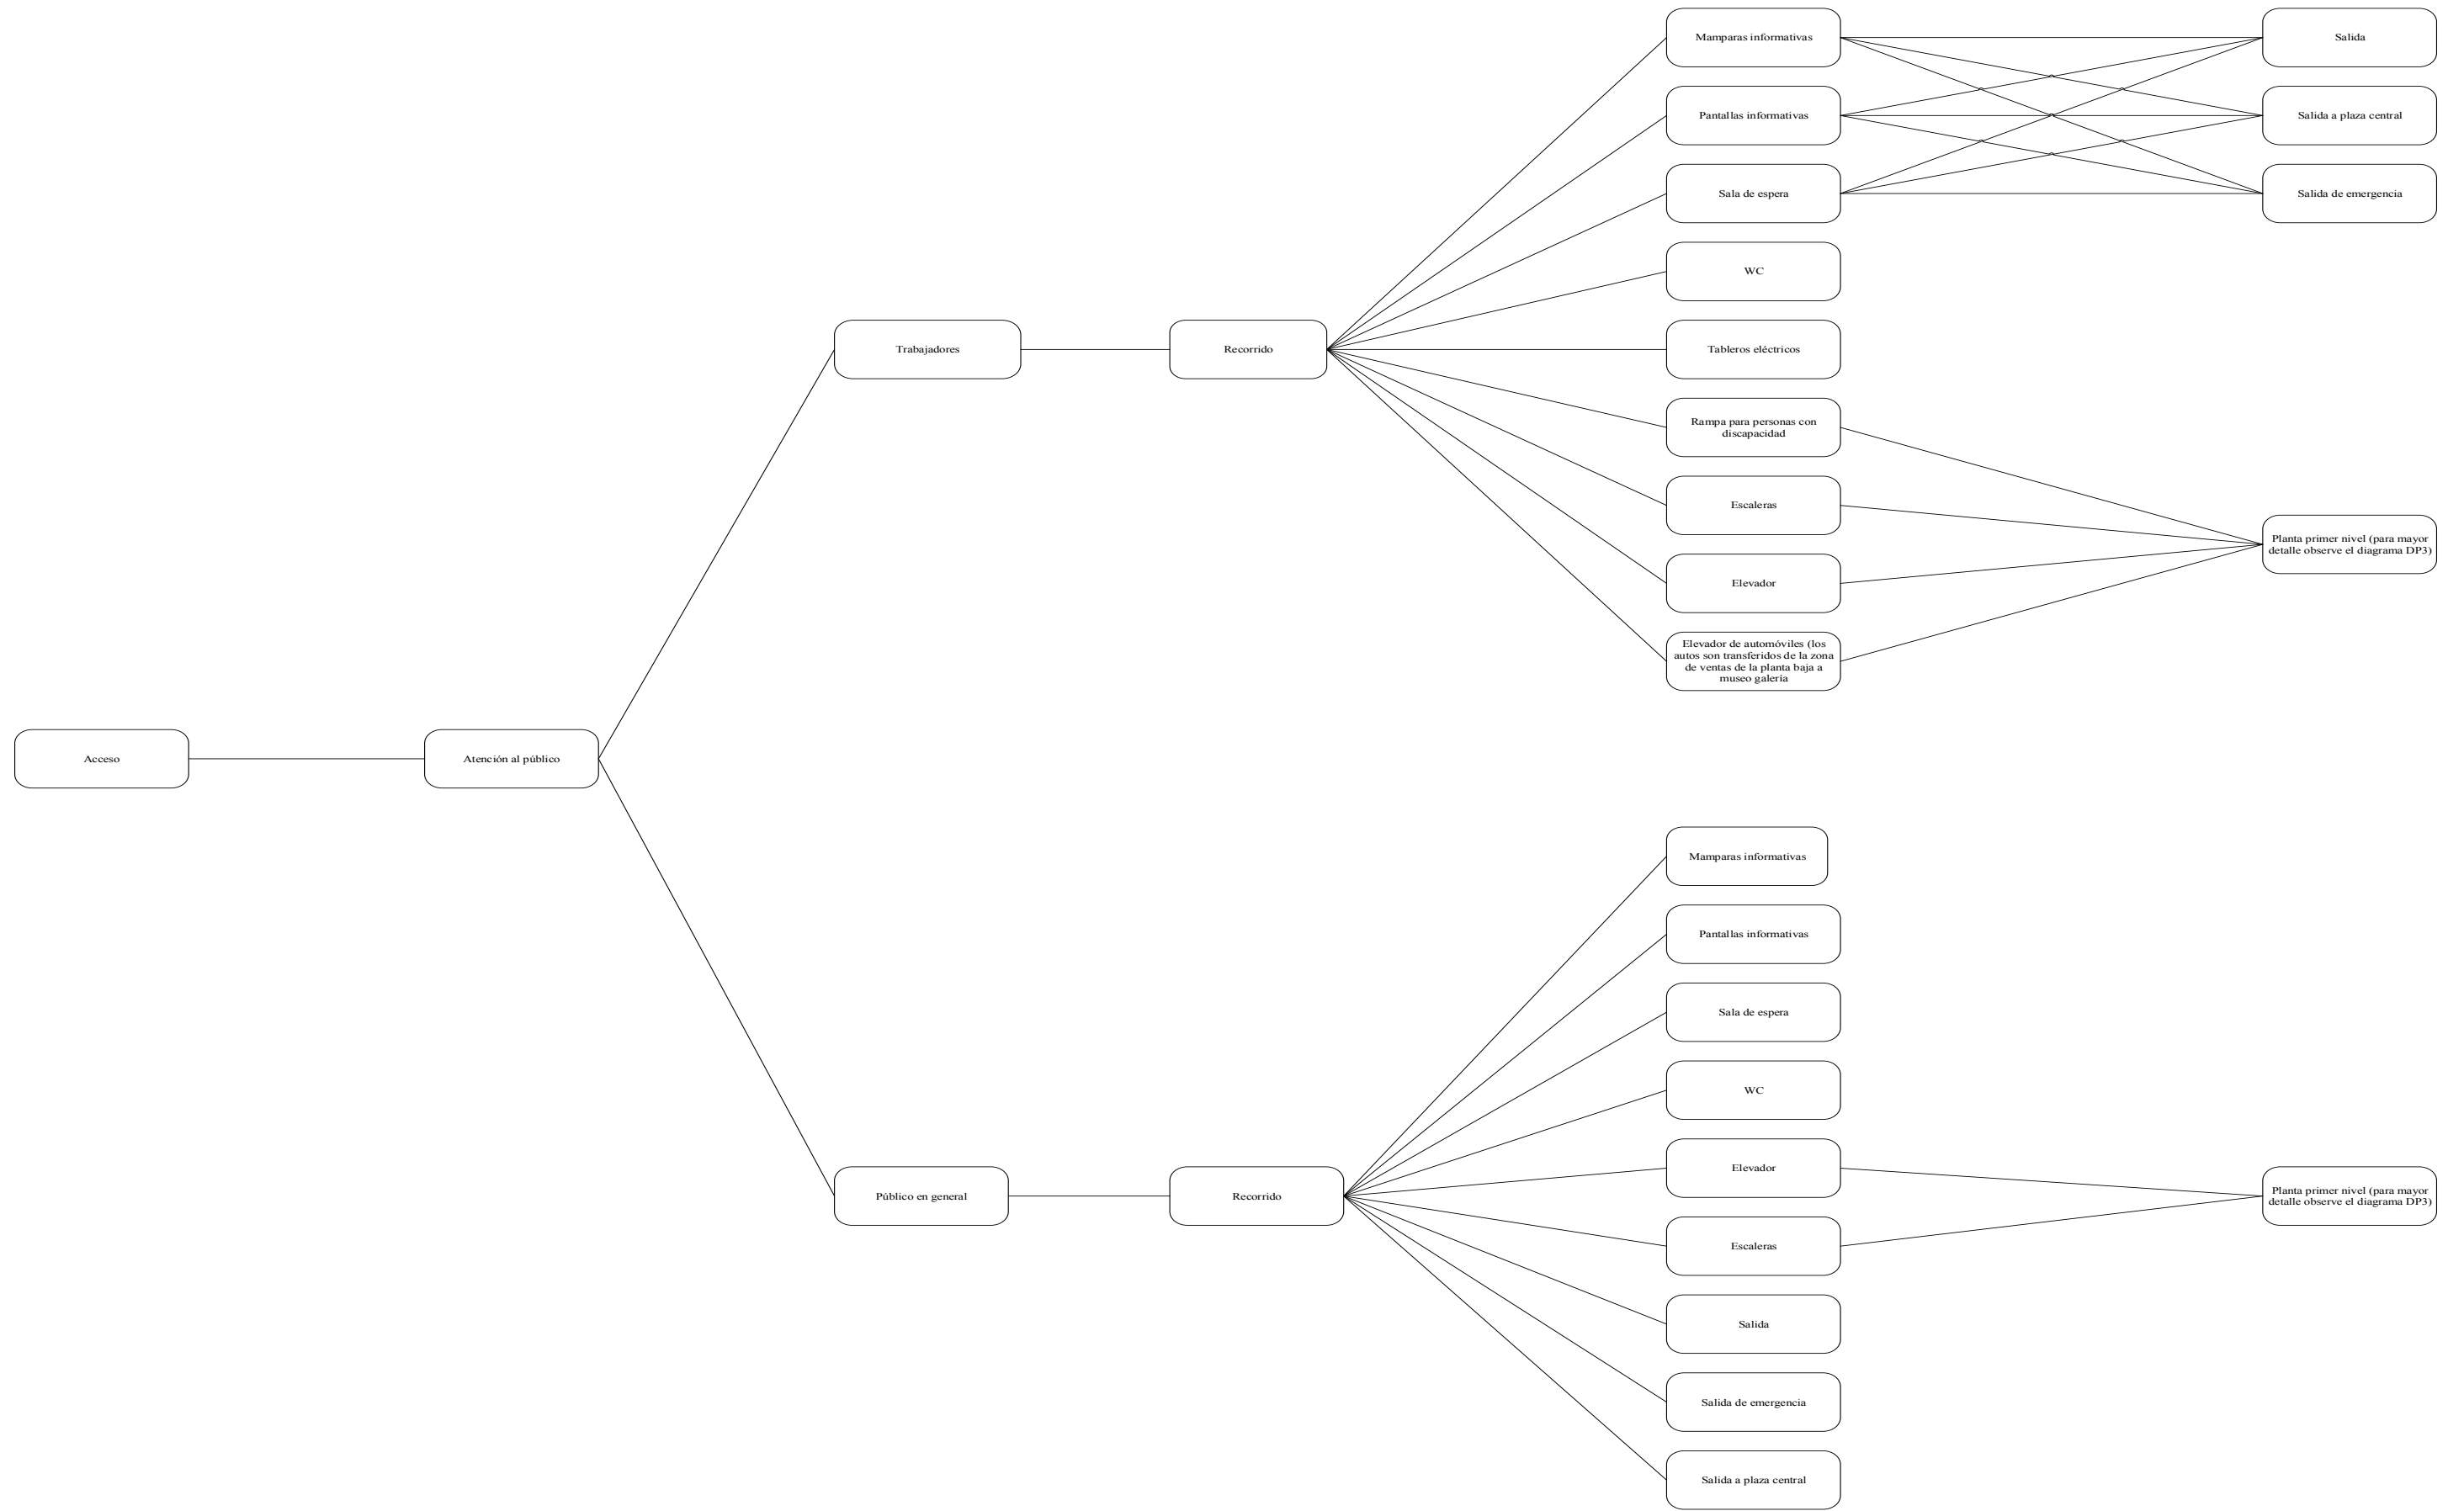 Acceso
Atención al público
Trabajadores
Recorrido
Mamparas informativas
Pantallas informativas
Sala de espera
WC
Tableros eléctricos
Rampa para personas con
discapacidad
Escaleras
Elevador
Elevador de automóviles (los
autos son transferidos de la zona
de ventas de la planta baja a
museo galería
Salida
Salida a plaza central
Salida de emergencia
Planta primer nivel (para mayor
detalle observe el diagrama DP3)
Público en general
Recorrido
Mamparas informativas
Pantallas informativas
Sala de espera
WC
Elevador
Escaleras
Salida
Salida de emergencia
Salida a plaza central
Planta primer nivel (para mayor
detalle observe el diagrama DP3)